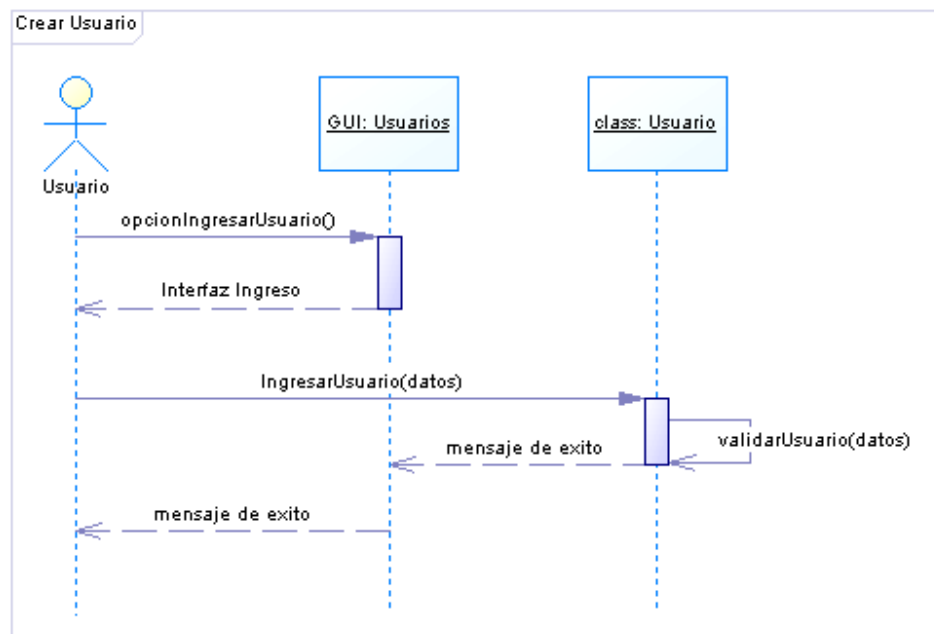 Crear Usuario
GUI: Usuarios
class: Usuario
Usuario
opcionIngresarUsuario()
Interfaz Ingreso
IngresarUsuario(datos)
validarUsuario(datos)
mensaje de exito
mensaje de exito